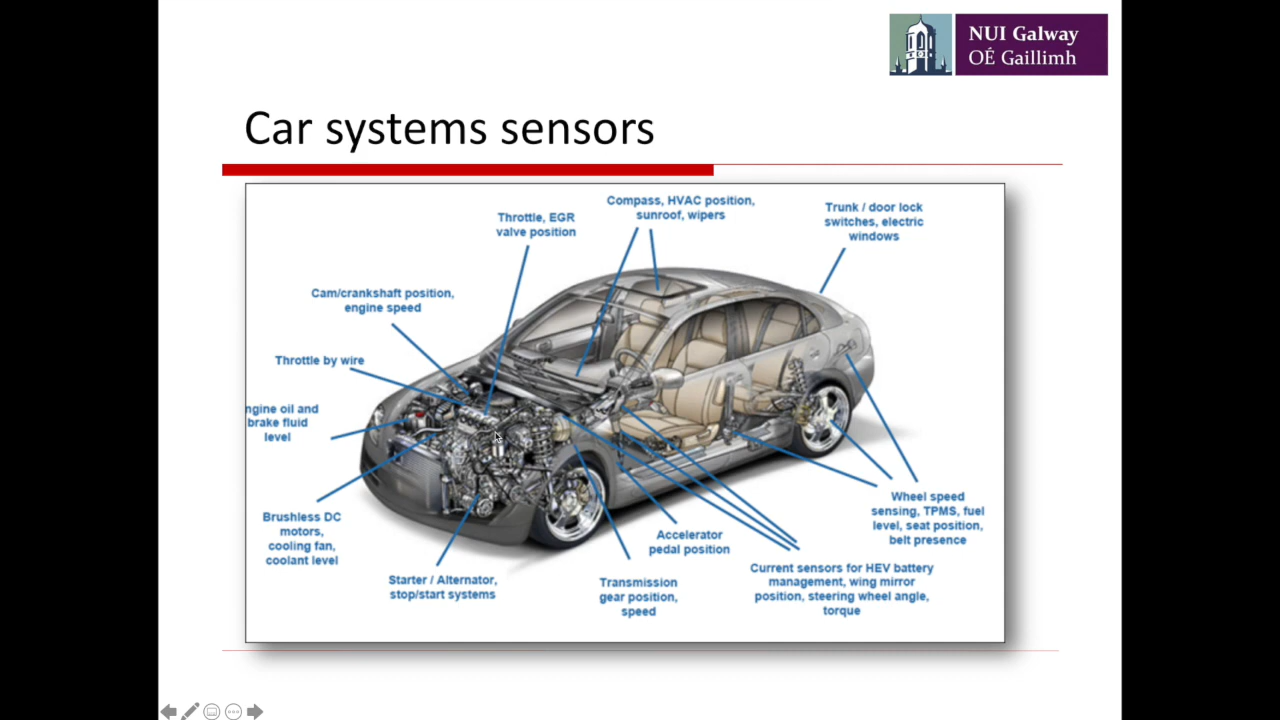 NUI Galway
OÉ Gaillimh
Car systems sensors
Compass, HVAC position,
sunroof, wipers
Trunk / door lock
switches, electric
windows
Throttle, EGR
valve position
Cam/crankshaft position,
engine speed
Throttle by wire
ngine oil and
brake fluid
level
Brushless DC
motors,
cooling fan,
coolant level
Starter / Alternator,
stop/start systems
Transmission
gear position,
speed
Accelerator
pedal position
Current sensors for HEV battery
management, wing mirror
position, steering wheel angle,
torque
Wheel speed
sensing, TPMS, fuel
level, seat position,
belt presence